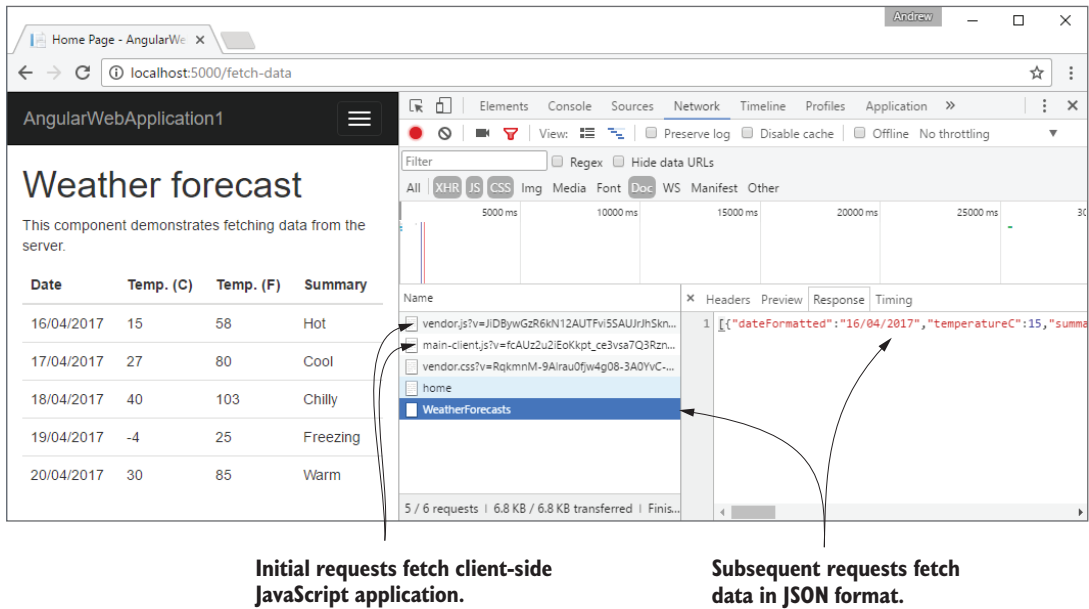 Andrew
Home Page - AngularWe
localhost:5000/fetch-data
AngularWebApplication1
Weather forecast
This component demonstrates fetching data from the
server.
Date Temp. (C) Temp. (F) Summary
16/04/2017 15 58 Hot
17/04/2017 27 80 Cool
18/04/2017 40 103 Chilly
19/04/2017 -4 25 Freezing
20/04/2017 30 85 Warm
Elements Console Sources Network Timeline Profiles Application »
View: Preserve log Disable cache Offline No throttling
Filter Regex Hide data URLs
All XHR JS CSS Img Media Font Doc WS Manifest Other
5000 ms 10000 ms 15000 ms 20000 ms 25000 ms 30
Name
vendor.js?v=JiDBywGzR6kN12AUTFvi5SAUJrJhSkn...
main-client.js?v=fcAUz2u2iEoKkpt_ce3vsa7Q3Rzn...
vendor.css?v=RqkmnM-9AIrau0fjw4g08-3A0YvC-...
home
WeatherForecasts
5 / 6 requests | 6.8 KB / 6.8 KB transferred | Finis...
× Headers Preview Response Timing
1 [{"dateFormatted":"16/04/2017","temperatureC":15,"summa
Initial requests fetch client-side
JavaScript application.
Subsequent requests fetch
data in JSON format.